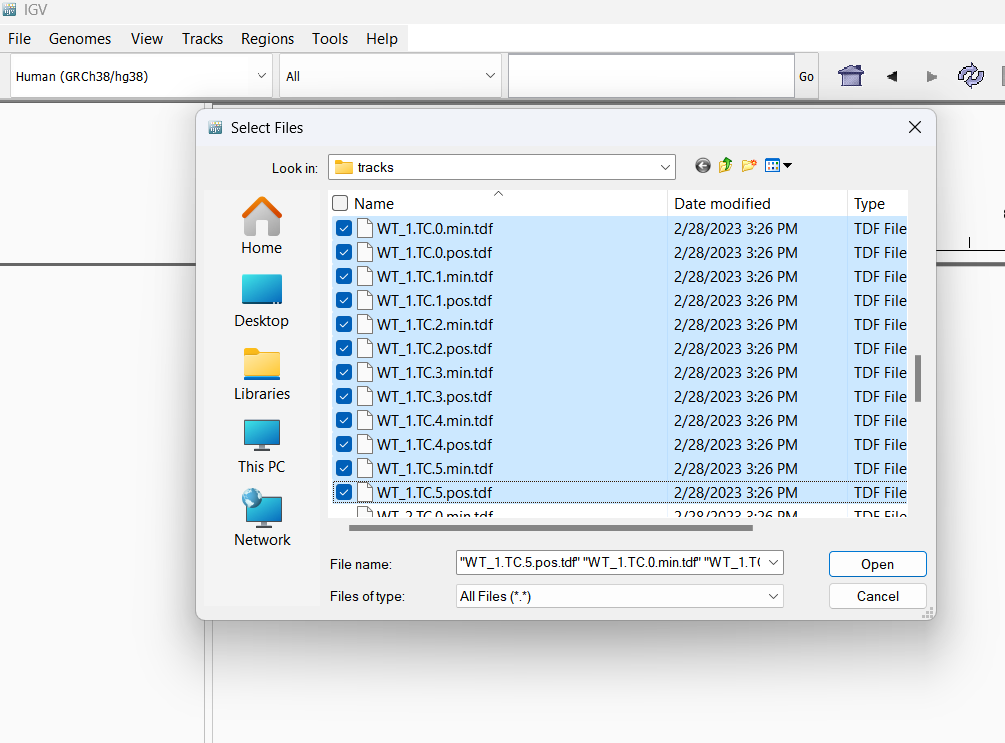 IGV
File Genomes View Tracks Regions Tools Help
Human (GRCh38/hg38) All Go
Select Files
Look in: tracks
Name Date modified Type
WT_1.TC.0.min.tdf 2/28/2023 3:26 PM TDF File
WT_1.TC.0.pos.tdf 2/28/2023 3:26 PM TDF File
WT_1.TC.1.min.tdf 2/28/2023 3:26 PM TDF File
WT_1.TC.1.pos.tdf 2/28/2023 3:26 PM TDF File
WT_1.TC.2.min.tdf 2/28/2023 3:26 PM TDF File
WT_1.TC.2.pos.tdf 2/28/2023 3:26 PM TDF File
WT_1.TC.3.min.tdf 2/28/2023 3:26 PM TDF File
WT_1.TC.3.pos.tdf 2/28/2023 3:26 PM TDF File
WT_1.TC.4.min.tdf 2/28/2023 3:26 PM TDF File
WT_1.TC.4.pos.tdf 2/28/2023 3:26 PM TDF File
WT_1.TC.5.min.tdf 2/28/2023 3:26 PM TDF File
WT_1.TC.5.pos.tdf 2/28/2023 3:26 PM TDF File
WT_2.TC.0.min.tdf 2/28/2023 3:26 PM TDF File
Home
Desktop
Libraries
This PC
Network
File name: "WT_1.TC.5.pos.tdf" "WT_1.TC.0.min.tdf" "WT_1.TC Open
Files of type: All Files (*.*) Cancel